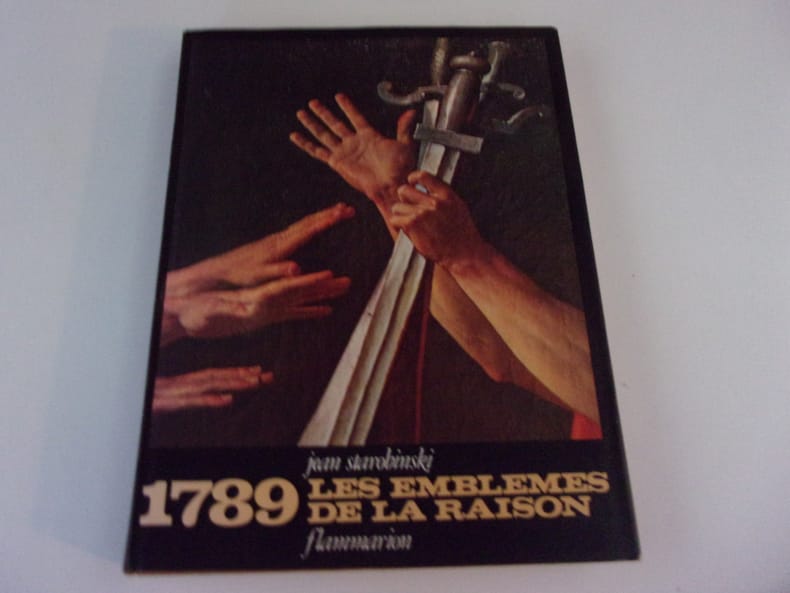 jean starobinski
1789 LES EMBLEMES
DE LA RAISON
flammarion